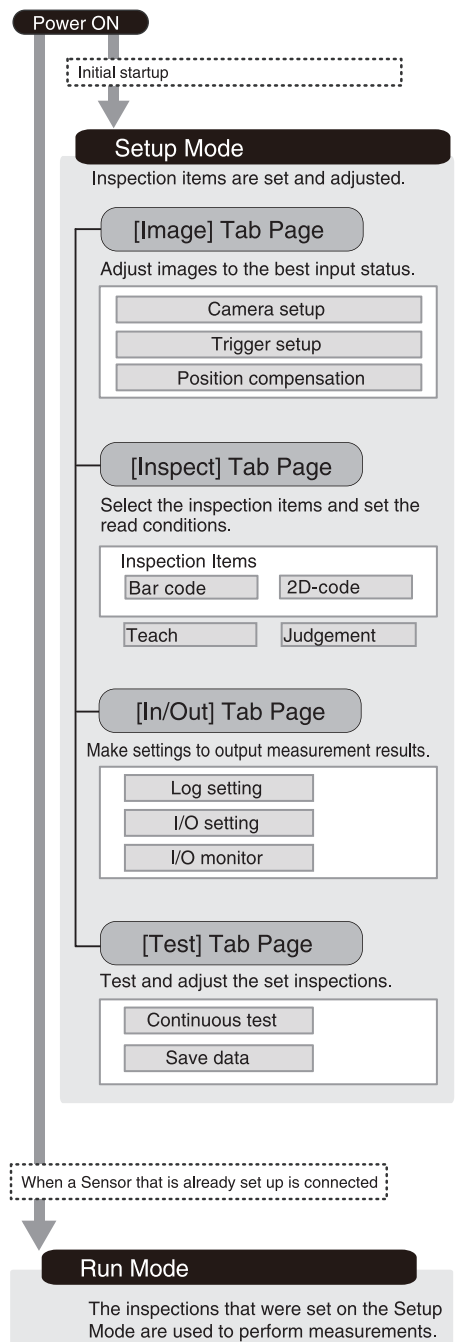 Power ON
Initial startup
Setup Mode
Inspection items are set and adjusted.
[Image] Tab Page
Adjust images to the best input status.
Camera setup
Trigger setup
Position compensation
[Inspect] Tab Page
Select the inspection items and set the
read conditions.
Inspection Items
Bar code
2D-code
Teach
Judgement
[In/Out] Tab Page
Make settings to output measurement results.
Log setting
I/O setting
I/O monitor
[Test] Tab Page
Test and adjust the set inspections.
Continuous test
Save data
When a Sensor that is already set up is connected
Run Mode
The inspections that were set on the Setup
Mode are used to perform measurements.